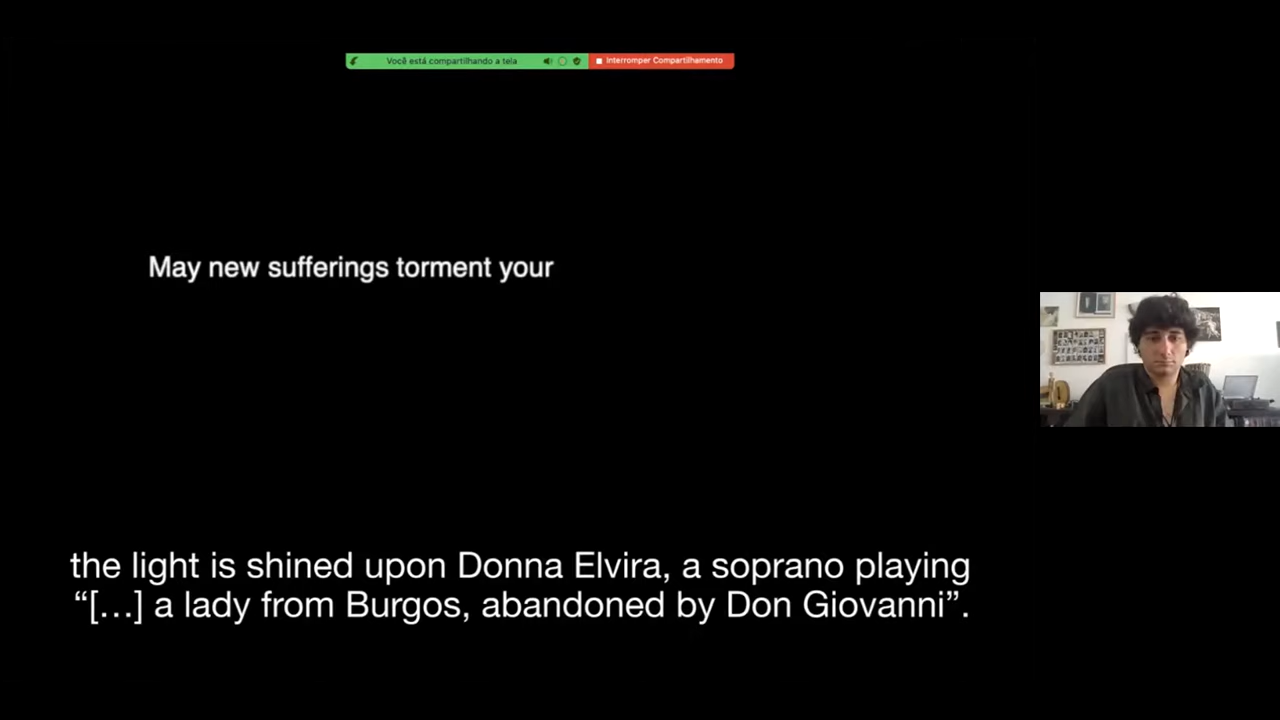 Você está compartilhando a tela
Interromper Compartilhamento
May new sufferings torment your
the light is shined upon Donna Elvira, a soprano playing
“[…] a lady from Burgos, abandoned by Don Giovanni”.